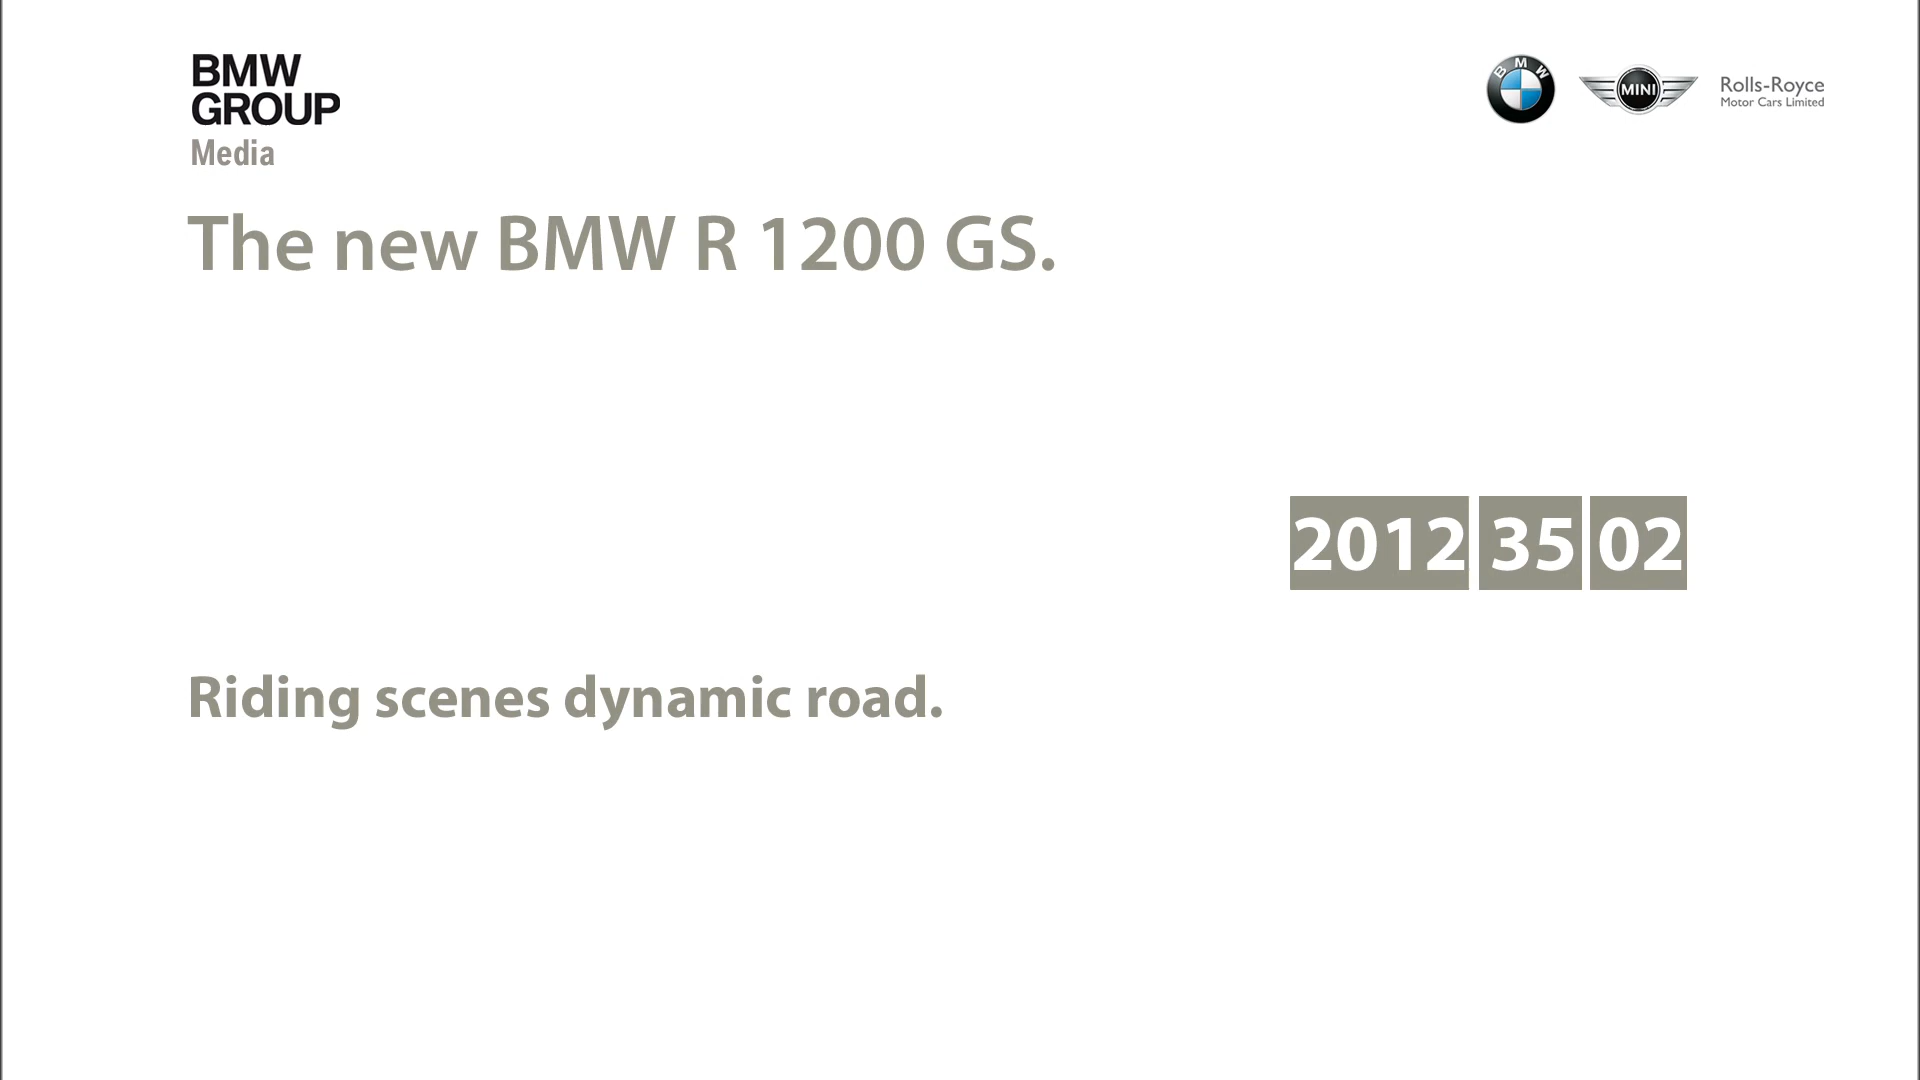 BMW
GROUP
Media
BMW
MINI
Rolls-Royce
Motor Cars Limited
The new BMW R 1200 GS.
2012 35 02
Riding scenes dynamic road.